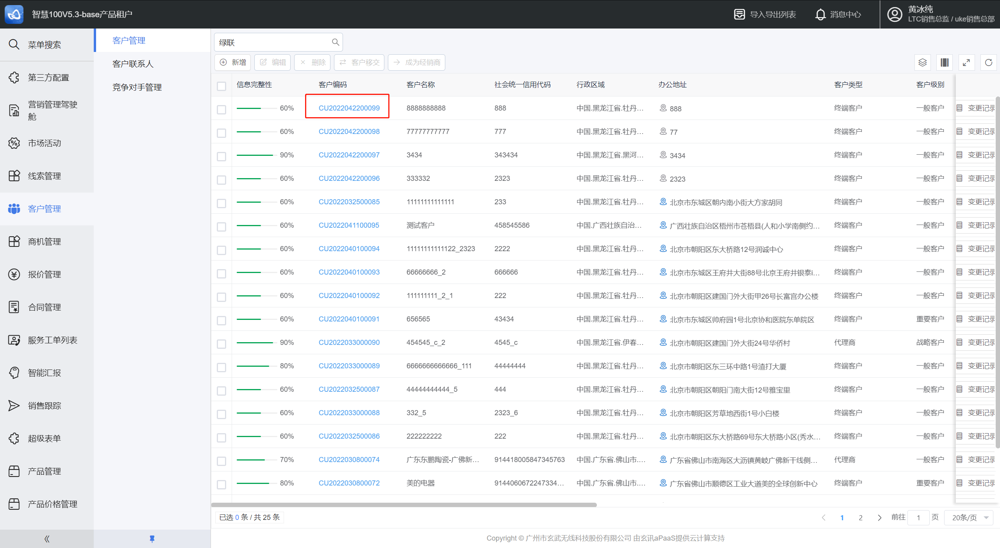 智慧100V5.3-base产品租户
导入导出列表
消息中心
黄冰纯
LTC销售总监 / uke销售总部
菜单搜索
第三方配置
营销管理驾驶
舱
市场活动
线索管理
客户管理
商机管理
报价管理
合同管理
服务工单列表
智能汇报
销售跟踪
超级表单
产品管理
产品价格管理
客户管理
客户联系人
竞争对手管理
绿联
新增 编辑 删除 客户移交 成为经销商
信息完整性 客户编码 客户名称 社会统一信用代码 行政区域 办公地址 客户类型 客户级别
60% CU2022042200099 8888888888 888 中国.黑龙江省.牡丹... 888 终端客户 一般客户 变更记录
60% CU2022042200098 77777777777 777 中国.黑龙江省.牡丹... 77 终端客户 一般客户 变更记录
90% CU2022042200097 3434 343434 中国.黑龙江省.黑河... 3434 终端客户 一般客户 变更记录
60% CU2022042200096 333332 2323 中国.黑龙江省.牡丹... 2323 终端客户 一般客户 变更记录
60% CU2022032500085 11111111111111 233 中国.黑龙江省.牡丹... 北京市东城区朝内南小街大方家胡同 终端客户 一般客户 变更记录
60% CU2022041100095 测试客户 458545586 中国.广西壮族自治... 广西壮族自治区梧州市苍梧县(人和小学南侧约... 终端客户 一般客户 变更记录
60% CU2022040100094 11111111111122_2323 2222 中国.黑龙江省.牡丹... 北京市朝阳区东大桥路12号润诚中心 终端客户 一般客户 变更记录
60% CU2022040100093 66666666_2 666666 中国.黑龙江省.牡丹... 北京市东城区王府井大街88号北京王府井银泰i... 终端客户 一般客户 变更记录
60% CU2022040100092 111111111_2_1 222 中国.黑龙江省.牡丹... 北京市朝阳区建国门外大街甲26号长富宫办公楼 终端客户 一般客户 变更记录
60% CU2022040100091 656565 43434 中国.黑龙江省.牡丹... 北京市东城区帅府园1号北京协和医院东单院区 终端客户 重要客户 变更记录
90% CU2022033000090 454545_c_2 4545_c 中国.黑龙江省.伊春... 北京市朝阳区建国门外大街24号华侨村 代理商 战略客户 变更记录
80% CU2022033000089 6666666666666_111 44444444 中国.黑龙江省.牡丹... 北京市朝阳区东三环中路1号渣打大厦 终端客户 一般客户 变更记录
60% CU2022032500087 44444444444_5 444 中国.黑龙江省.牡丹... 北京市朝阳区朝阳门南大街12号雅宝里 终端客户 一般客户 变更记录
60% CU2022033000088 332_5 2323_6 中国.黑龙江省.牡丹... 北京市朝阳区芳草地西街1号小白楼 终端客户 一般客户 变更记录
60% CU2022032500086 222222222 222 中国.黑龙江省.牡丹... 北京市朝阳区东大桥路69号东大桥路小区(秀水... 终端客户 一般客户 变更记录
70% CU2022030800074 广东东鹏陶瓷-广佛新... 914418005847345763 中国.广东省.佛山市.... 广东省佛山市南海区大沥镇黄岐广佛新干线侧... 代理商 一般客户 变更记录
80% CU2022030800072 美的电器 9144060672247334... 中国.广东省.佛山市.... 广东省佛山市顺德区工业大道美的全球创新中心 终端客户 重要客户 变更记录
已选 0 条 / 共 25 条
1 2 前往 1 页 20条/页
Copyright © 广州市玄武无线科技股份有限公司 由玄讯aPaaS提供云计算支持